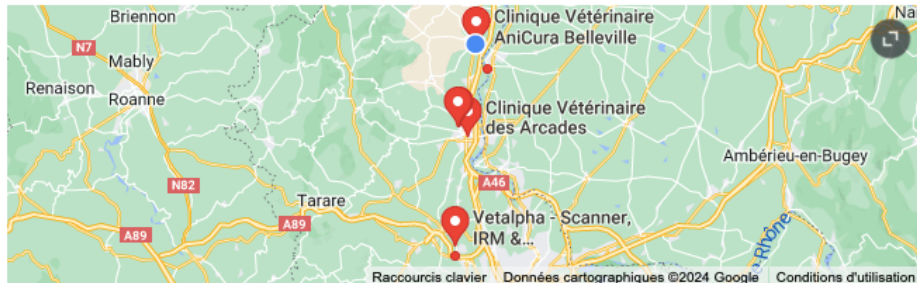 Briennon
Clinique Vétérinaire
AniCura Belleville
N7
Mably
Renaison
Roanne
Clinique Vétérinaire
des Arcades
Ambérieu-en-Bugey
N82
A46
Tarare
A89
A89
Vetalpha - Scanner,
IRM &...
Raccourcis clavier Données cartographiques ©2024 Google Conditions d'utilisation